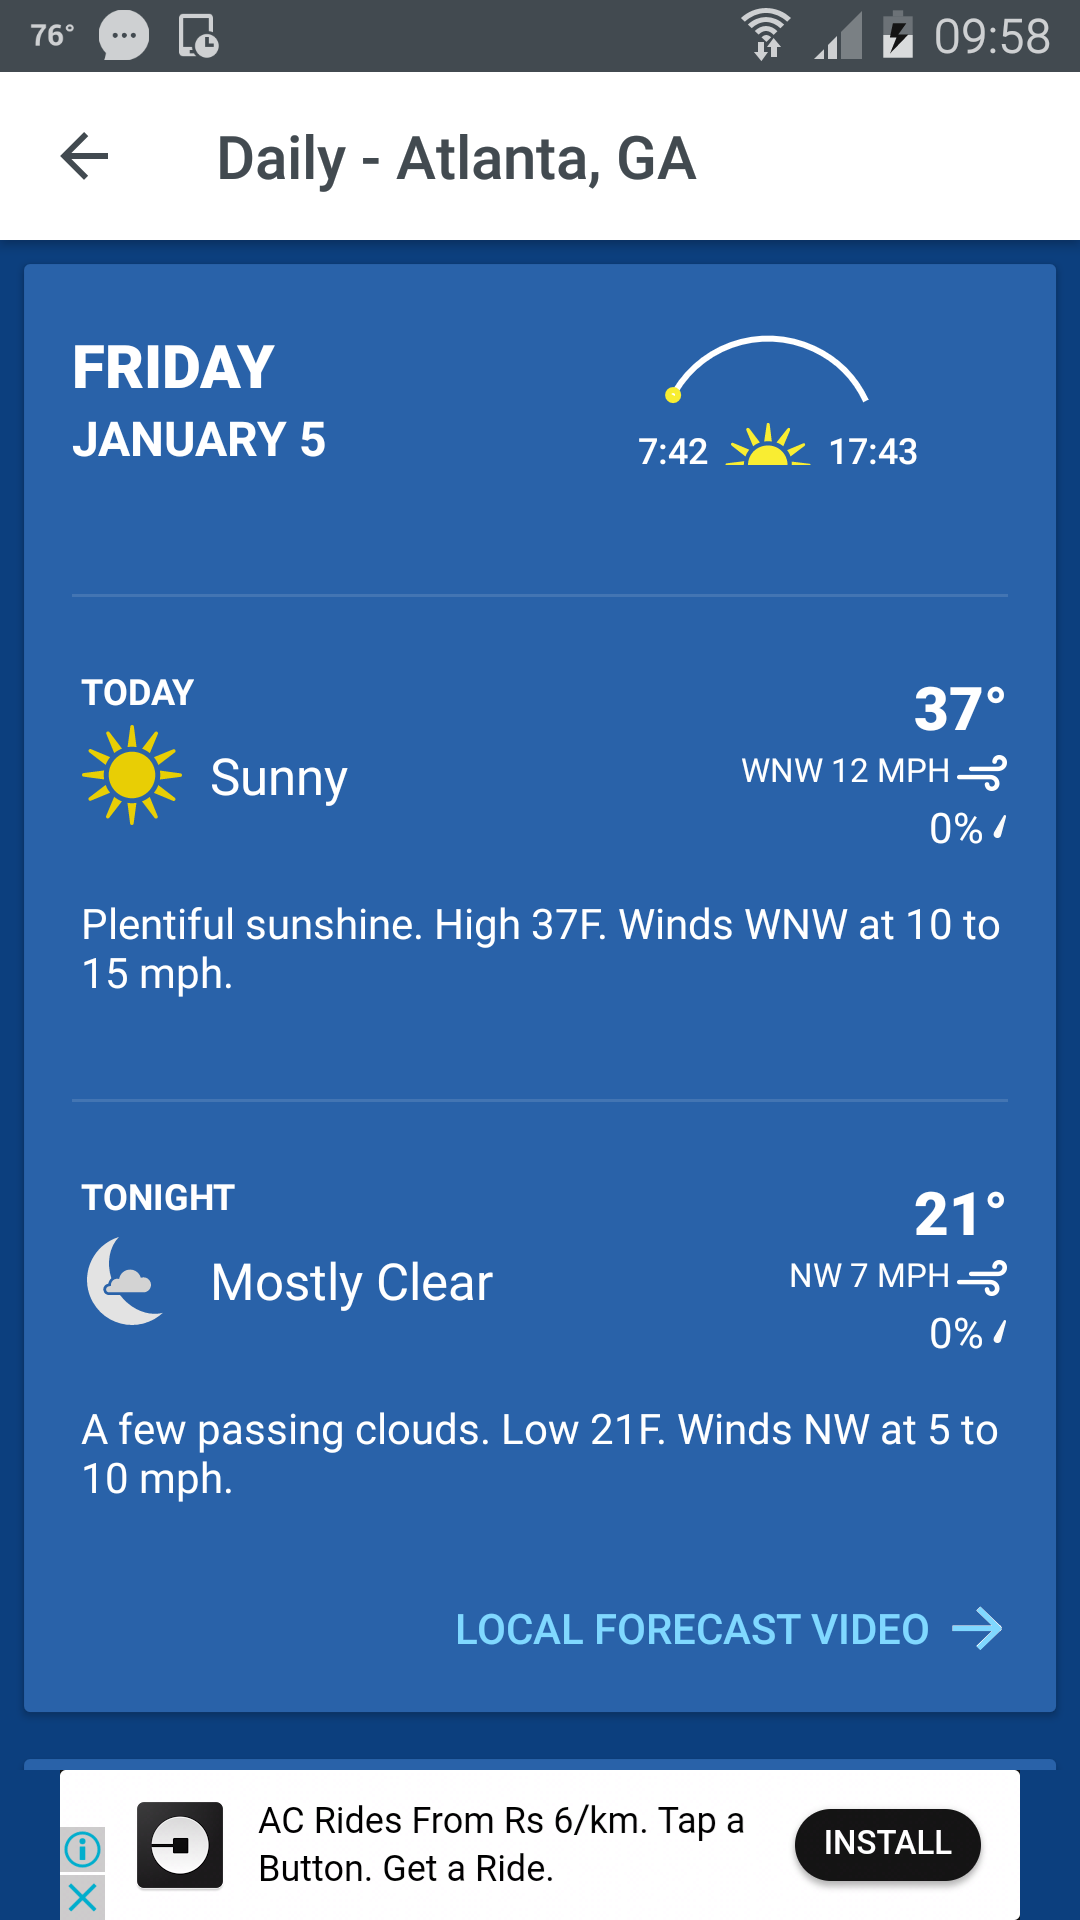 76°
09:58
Daily - Atlanta, GA
FRIDAY
JANUARY 5
7:42
17:43
TODAY
37°
Sunny
WNW 12 MPH
0%
Plentiful sunshine. High 37F. Winds WNW at 10 to
15 mph.
TONIGHT
21°
Mostly Clear
NW 7 MPH
0%
A few passing clouds. Low 21F. Winds NW at 5 to
10 mph.
LOCAL FORECAST VIDEO
AC Rides From Rs 6/km. Tap a
Button. Get a Ride.
INSTALL